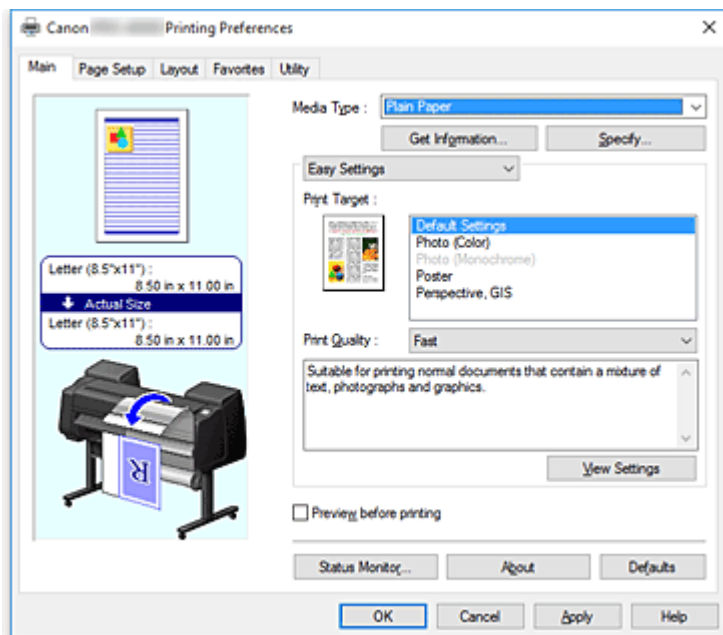 Canon Printing Preferences
Main Page Setup Layout Favorites Utility
Media Type : Plain Paper
Get Information... Specify...
Easy Settings
Print Target :
Default Settings
Photo (Color)
Photo (Monochrome)
Poster
Perspective, GIS
Letter (8.5"x11") :
8.50 in x 11.00 in
Actual Size
Letter (8.5"x11") :
8.50 in x 11.00 in
R
Print Quality : Fast
Suitable for printing normal documents that contain a mixture of
text, photographs and graphics.
View Settings
Preview before printing
Status Monitor... About Defaults
OK Cancel Apply Help